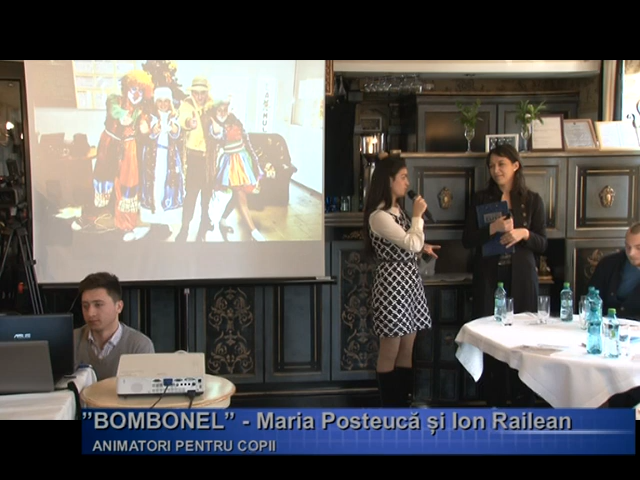 ”BOMBONEL” - Maria Posteucă și Ion Railean
ANIMATORI PENTRU COPII